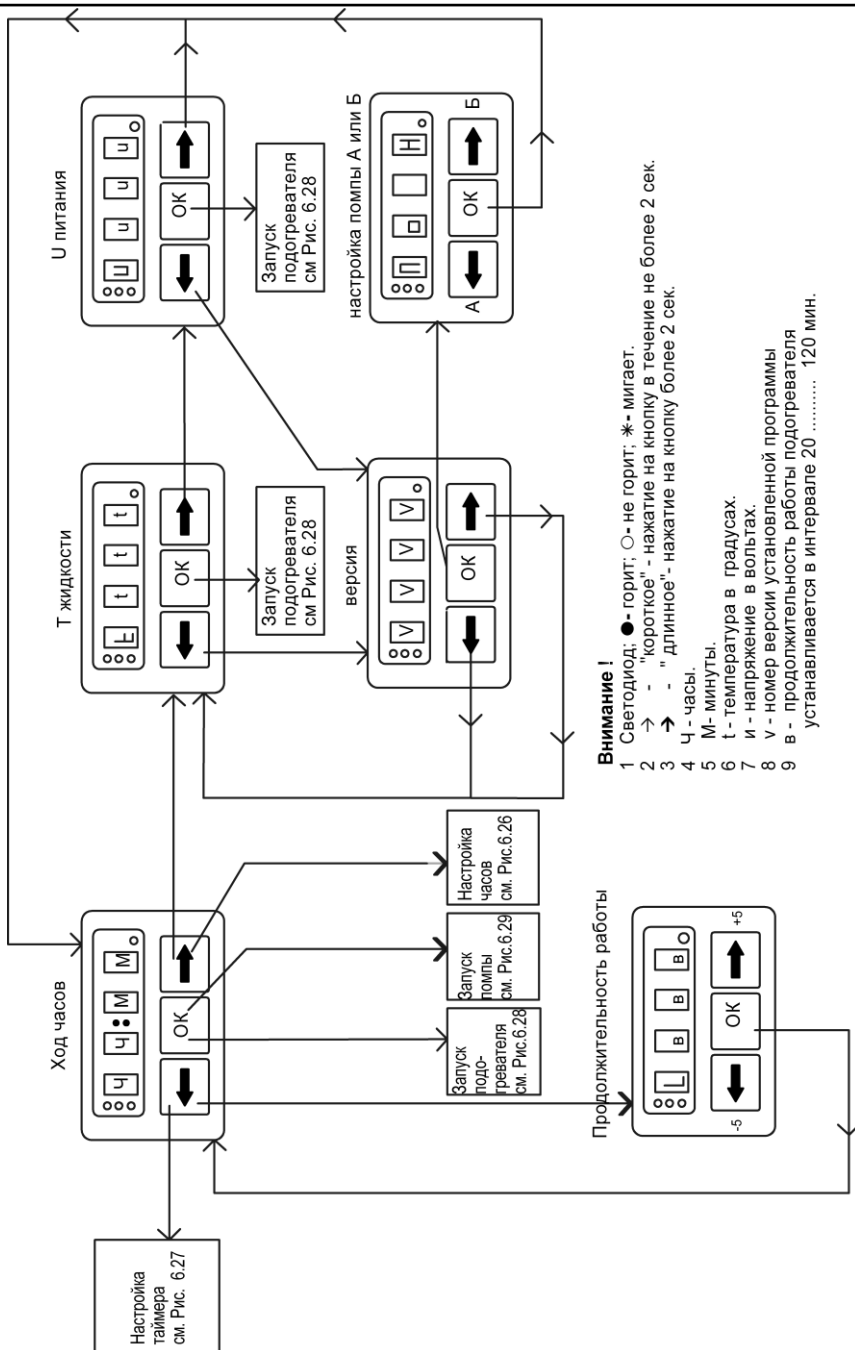 Настройка
таймера
см. Рис. 6.27
Ход часов
Ч Ч : М М
ОК
Запуск
подо-
гревателя
см. Рис.6.28
Запуск
помпы
см. Рис.6.29
Настройка
часов
см. Рис.6.26
Т жидкости
t t t t
ОК
Запуск
подогревателя
см Рис. 6.28
U питания
u u u u
ОК
Запуск
подогревателя
см Рис. 6.28
Продолжительность работы
L в в в
-5 ОК +5
версия
V V V V
ОК
настройка помпы А или Б
П о Н
А ОК Б
Внимание !
1 Светодиод; ●- горит; ○- не горит; ✳- мигает.
2 → - "короткое" - нажатие на кнопку в течение не более 2 сек.
3 ➔ - " длинное"- нажатие на кнопку более 2 сек.
4 Ч - часы.
5 М- минуты.
6 t - температура в градусах.
7 и - напряжение в вольтах.
8 v - номер версии установленной программы
9 в - продолжительность работы подогревателя
устанавливается в интервале 20 .......... 120 мин.